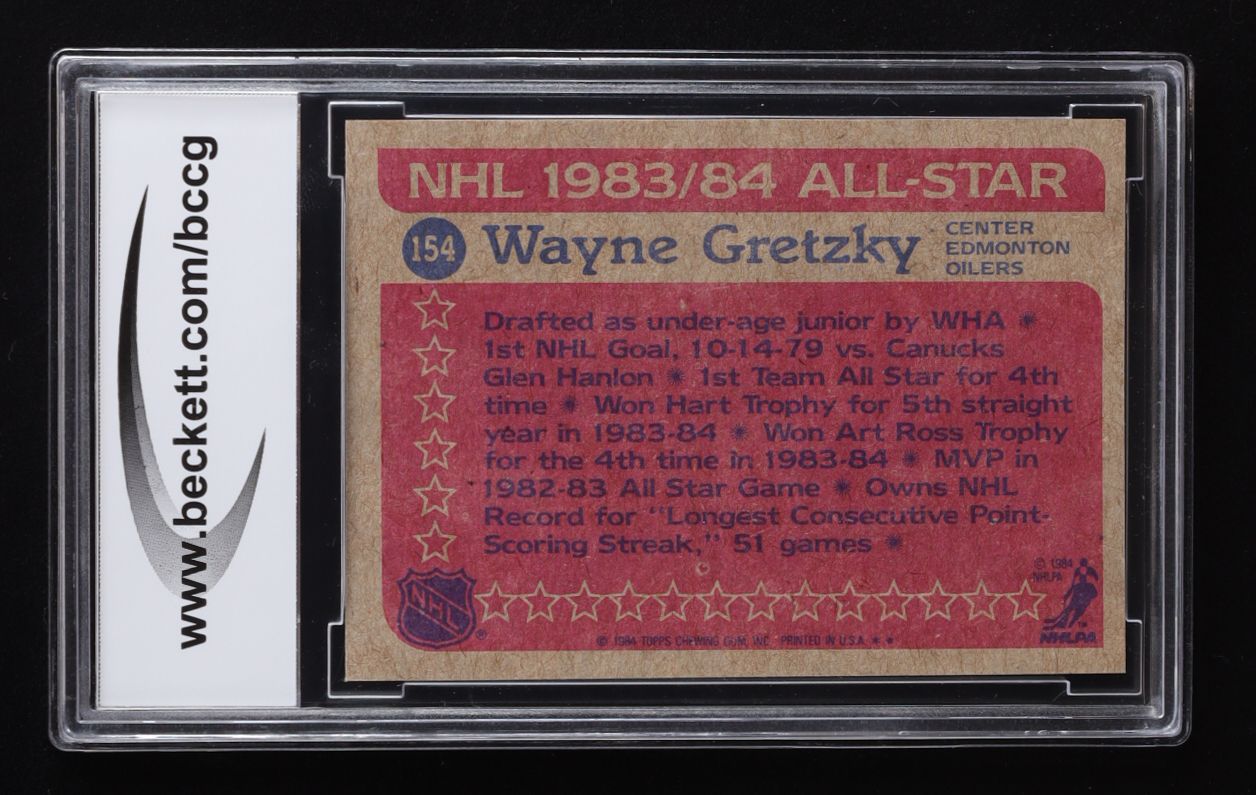 www.beckett.com/bccg
NHL 1983/84 ALL-STAR
154 Wayne Gretzky
CENTER
EDMONTON
OILERS
Drafted as under-age junior by WHA ✷
1st NHL Goal, 10-14-79 vs. Canucks
Glen Hanlon ✷ 1st Team All Star for 4th
time ✷ Won Hart Trophy for 5th straight
year in 1983-84 ✷ Won Art Ross Trophy
for the 4th time in 1983-84 ✷ MVP in
1982-83 All Star Game ✷ Owns NHL
Record for "Longest Consecutive Point-
Scoring Streak," 51 games ✷
© 1984
NHLPA
NHL ®
NHLPA ™
© 1984 TOPPS CHEWING GUM, INC. PRINTED IN U.S.A. ✷ ✷